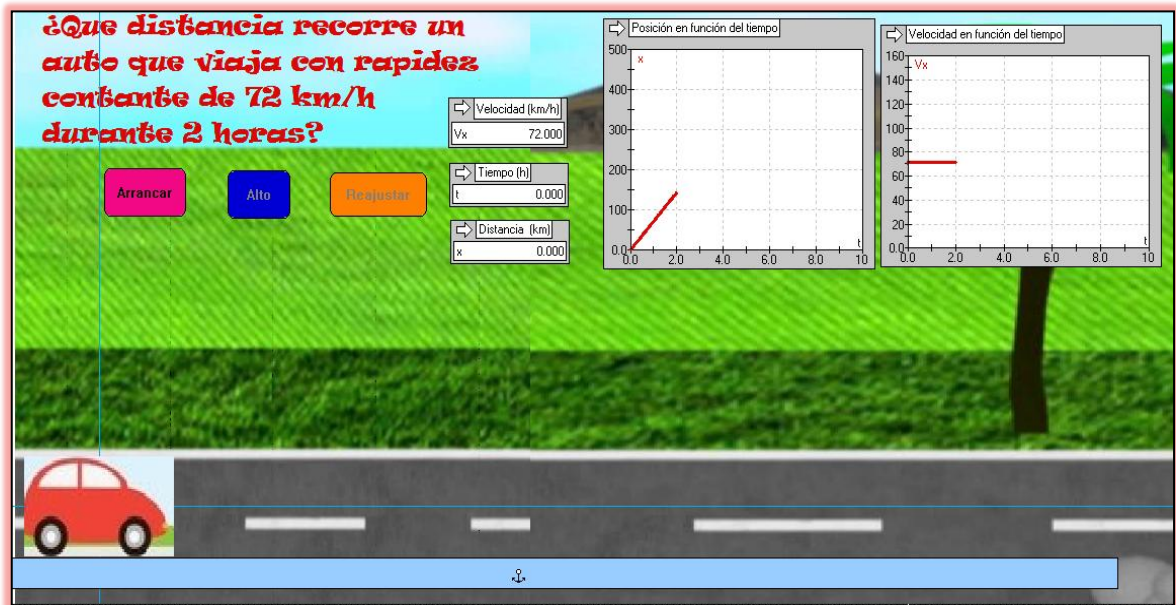 ¿Que distancia recorre un
auto que viaja con rapidez
contante de 72 km/h
durante 2 horas?
Arrancar
Alto
Reajustar
Velocidad (km/h)
Vx 72.000
Tiempo (h)
t 0.000
Distancia (km)
x 0.000
Posición en función del tiempo
x
500
400
300
200
100
0.0
0.0 2.0 4.0 6.0 8.0 10
t
Velocidad en función del tiempo
Vx
160
140
120
100
80
60
40
20
0.0
0.0 2.0 4.0 6.0 8.0 10
t